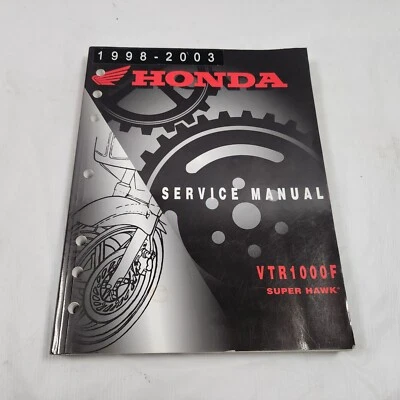 1998-2003
HONDA
SERVICE MANUAL
VTR1000F
SUPER HAWK